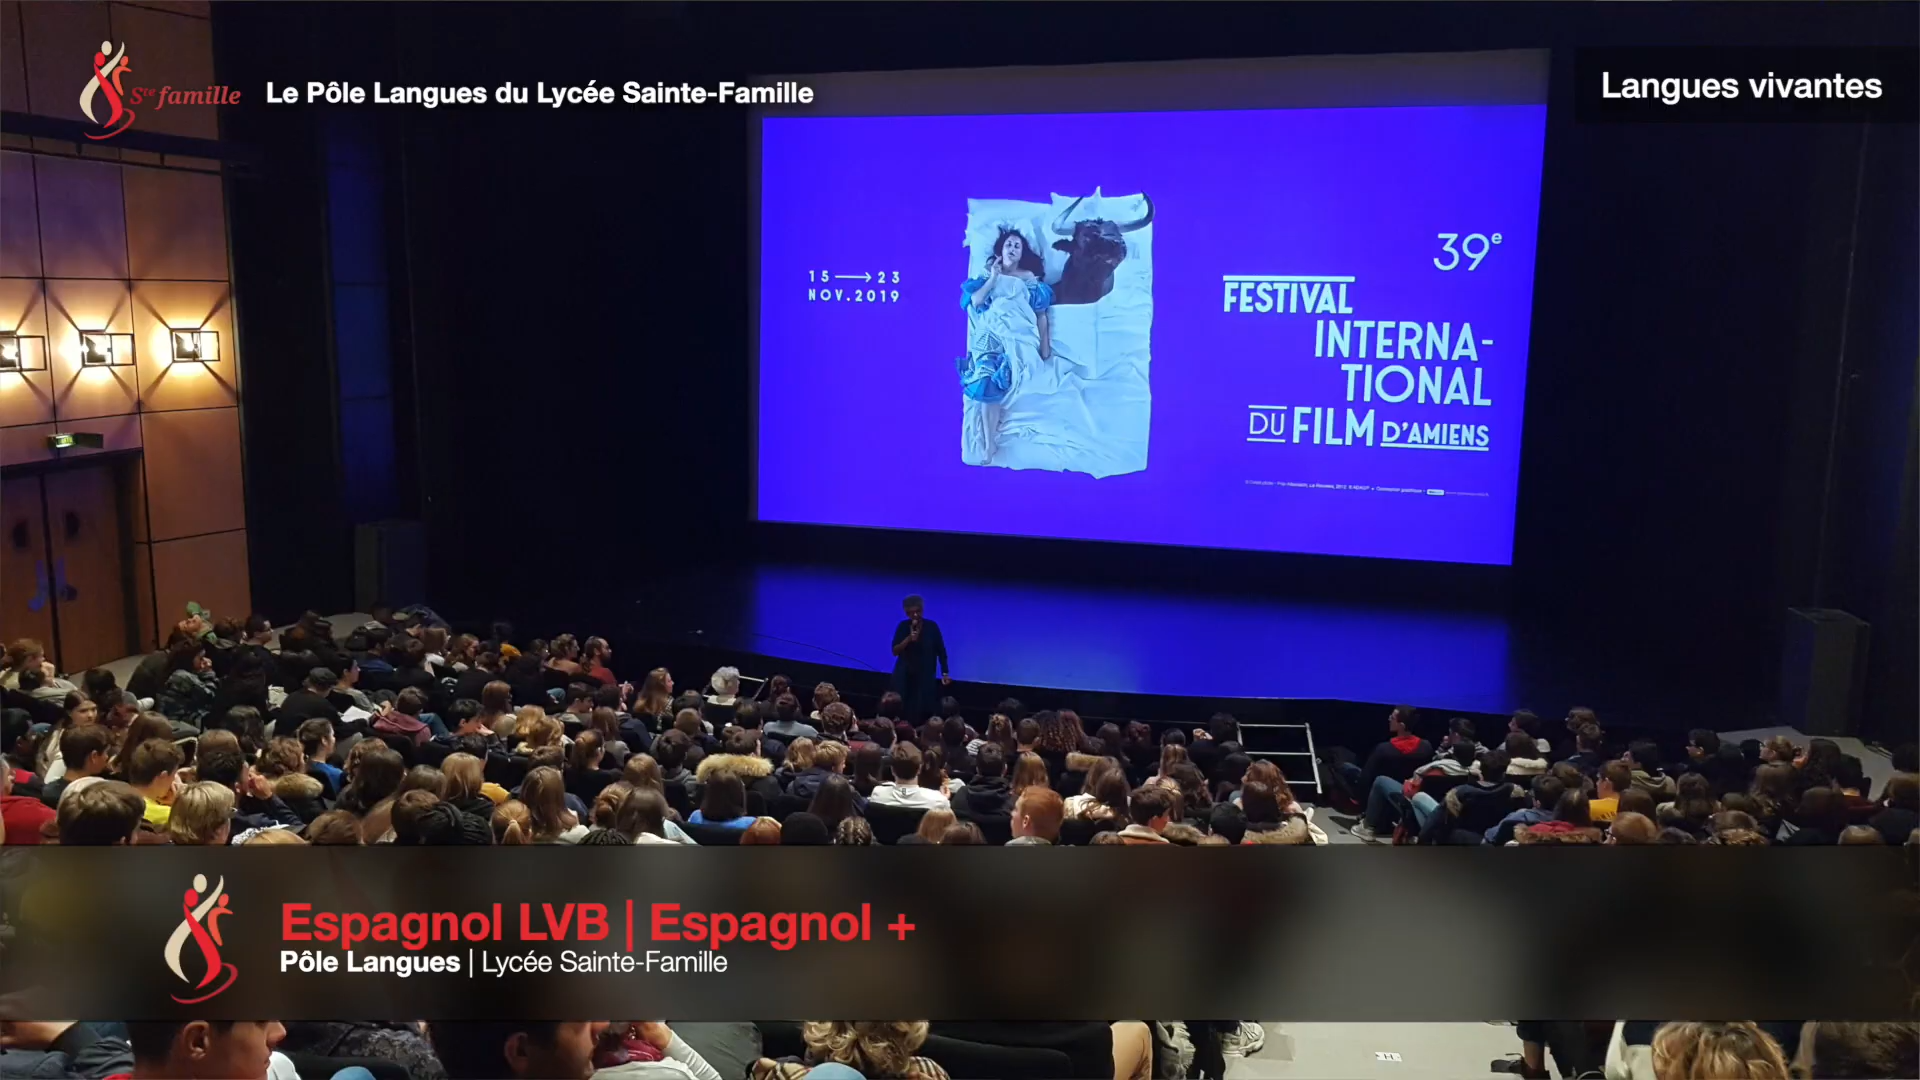 Ste famille
Le Pôle Langues du Lycée Sainte-Famille
Langues vivantes
15 → 23
NOV.2019
39e
FESTIVAL
INTERNA-
TIONAL
DU FILM D'AMIENS
Espagnol LVB | Espagnol +
Pôle Langues | Lycée Sainte-Famille
H